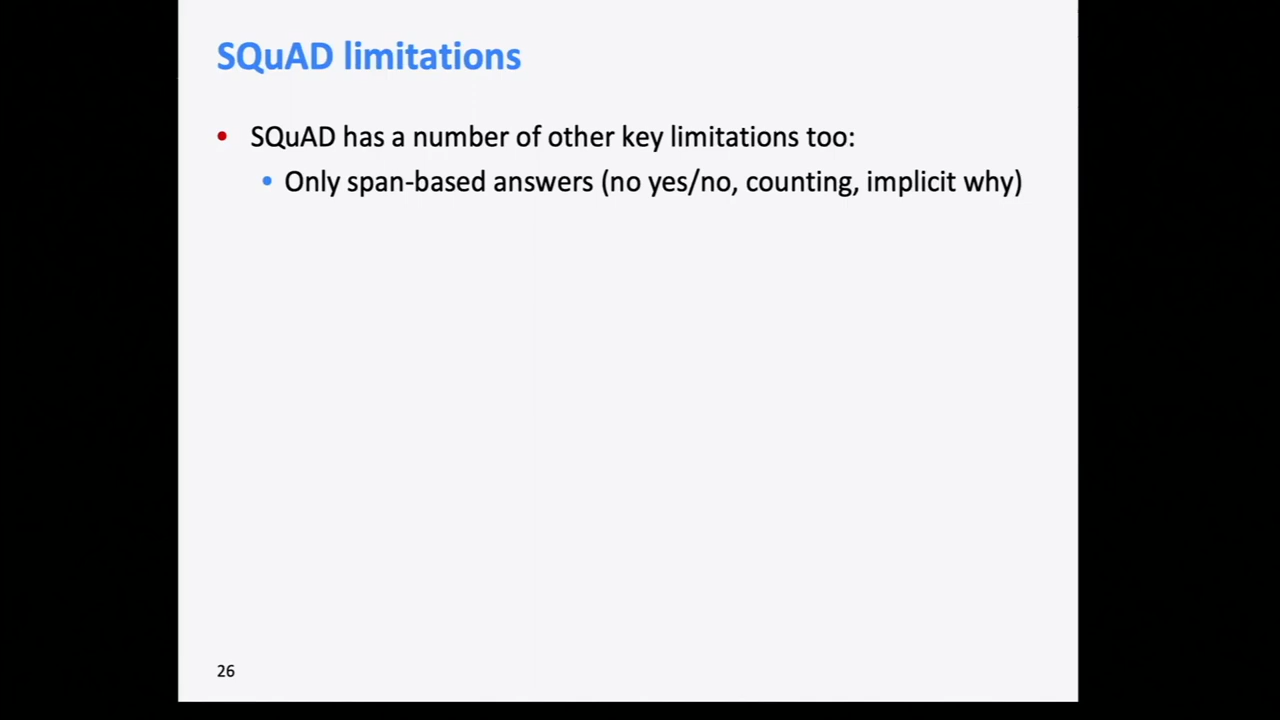 SQuAD limitations
• SQuAD has a number of other key limitations too:
• Only span-based answers (no yes/no, counting, implicit why)
26